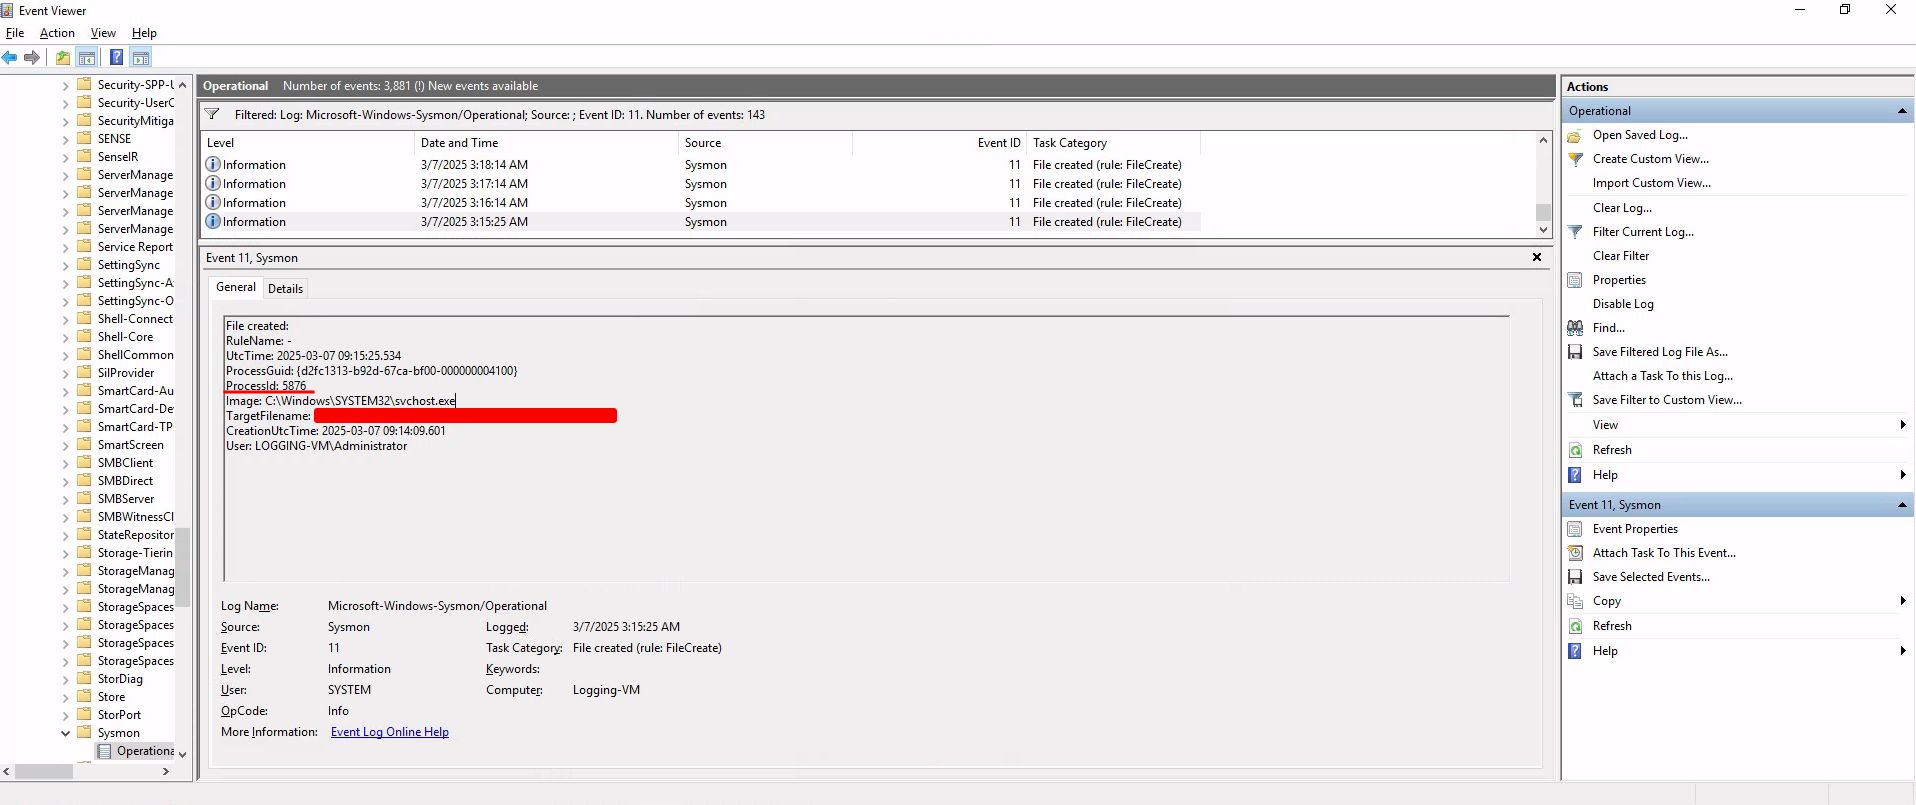 Event Viewer
File Action View Help
Security-SPP-U
Security-UserC
SecurityMitiga
SENSE
SenseIR
ServerManage
ServerManage
ServerManage
ServerManage
Service Report
SettingSync
SettingSync-A
SettingSync-O
Shell-Connect
Shell-Core
ShellCommon
SilProvider
SmartCard-Au
SmartCard-De
SmartCard-TP
SmartScreen
SMBClient
SMBDirect
SMBServer
SMBWitnessCl
StateRepositor
Storage-Tierin
StorageManag
StorageManag
StorageSpaces
StorageSpaces
StorageSpaces
StorageSpaces
StorDiag
Store
StorPort
Sysmon
Operationa
Operational Number of events: 3,881 (!) New events available
Filtered: Log: Microsoft-Windows-Sysmon/Operational; Source: ; Event ID: 11. Number of events: 143
Level Date and Time Source Event ID Task Category
Information 3/7/2025 3:18:14 AM Sysmon 11 File created (rule: FileCreate)
Information 3/7/2025 3:17:14 AM Sysmon 11 File created (rule: FileCreate)
Information 3/7/2025 3:16:14 AM Sysmon 11 File created (rule: FileCreate)
Information 3/7/2025 3:15:25 AM Sysmon 11 File created (rule: FileCreate)
Event 11, Sysmon
General Details
File created:
RuleName: -
UtcTime: 2025-03-07 09:15:25.534
ProcessGuid: {d2fc1313-b92d-67ca-bf00-000000004100}
ProcessId: 5876
Image: C:\Windows\SYSTEM32\svchost.exe
TargetFilename:
CreationUtcTime: 2025-03-07 09:14:09.601
User: LOGGING-VM\Administrator
Log Name: Microsoft-Windows-Sysmon/Operational
Source: Sysmon Logged: 3/7/2025 3:15:25 AM
Event ID: 11 Task Category: File created (rule: FileCreate)
Level: Information Keywords:
User: SYSTEM Computer: Logging-VM
OpCode: Info
More Information: Event Log Online Help
Actions
Operational
Open Saved Log...
Create Custom View...
Import Custom View...
Clear Log...
Filter Current Log...
Clear Filter
Properties
Disable Log
Find...
Save Filtered Log File As...
Attach a Task To this Log...
Save Filter to Custom View...
View
Refresh
Help
Event 11, Sysmon
Event Properties
Attach Task To This Event...
Save Selected Events...
Copy
Refresh
Help